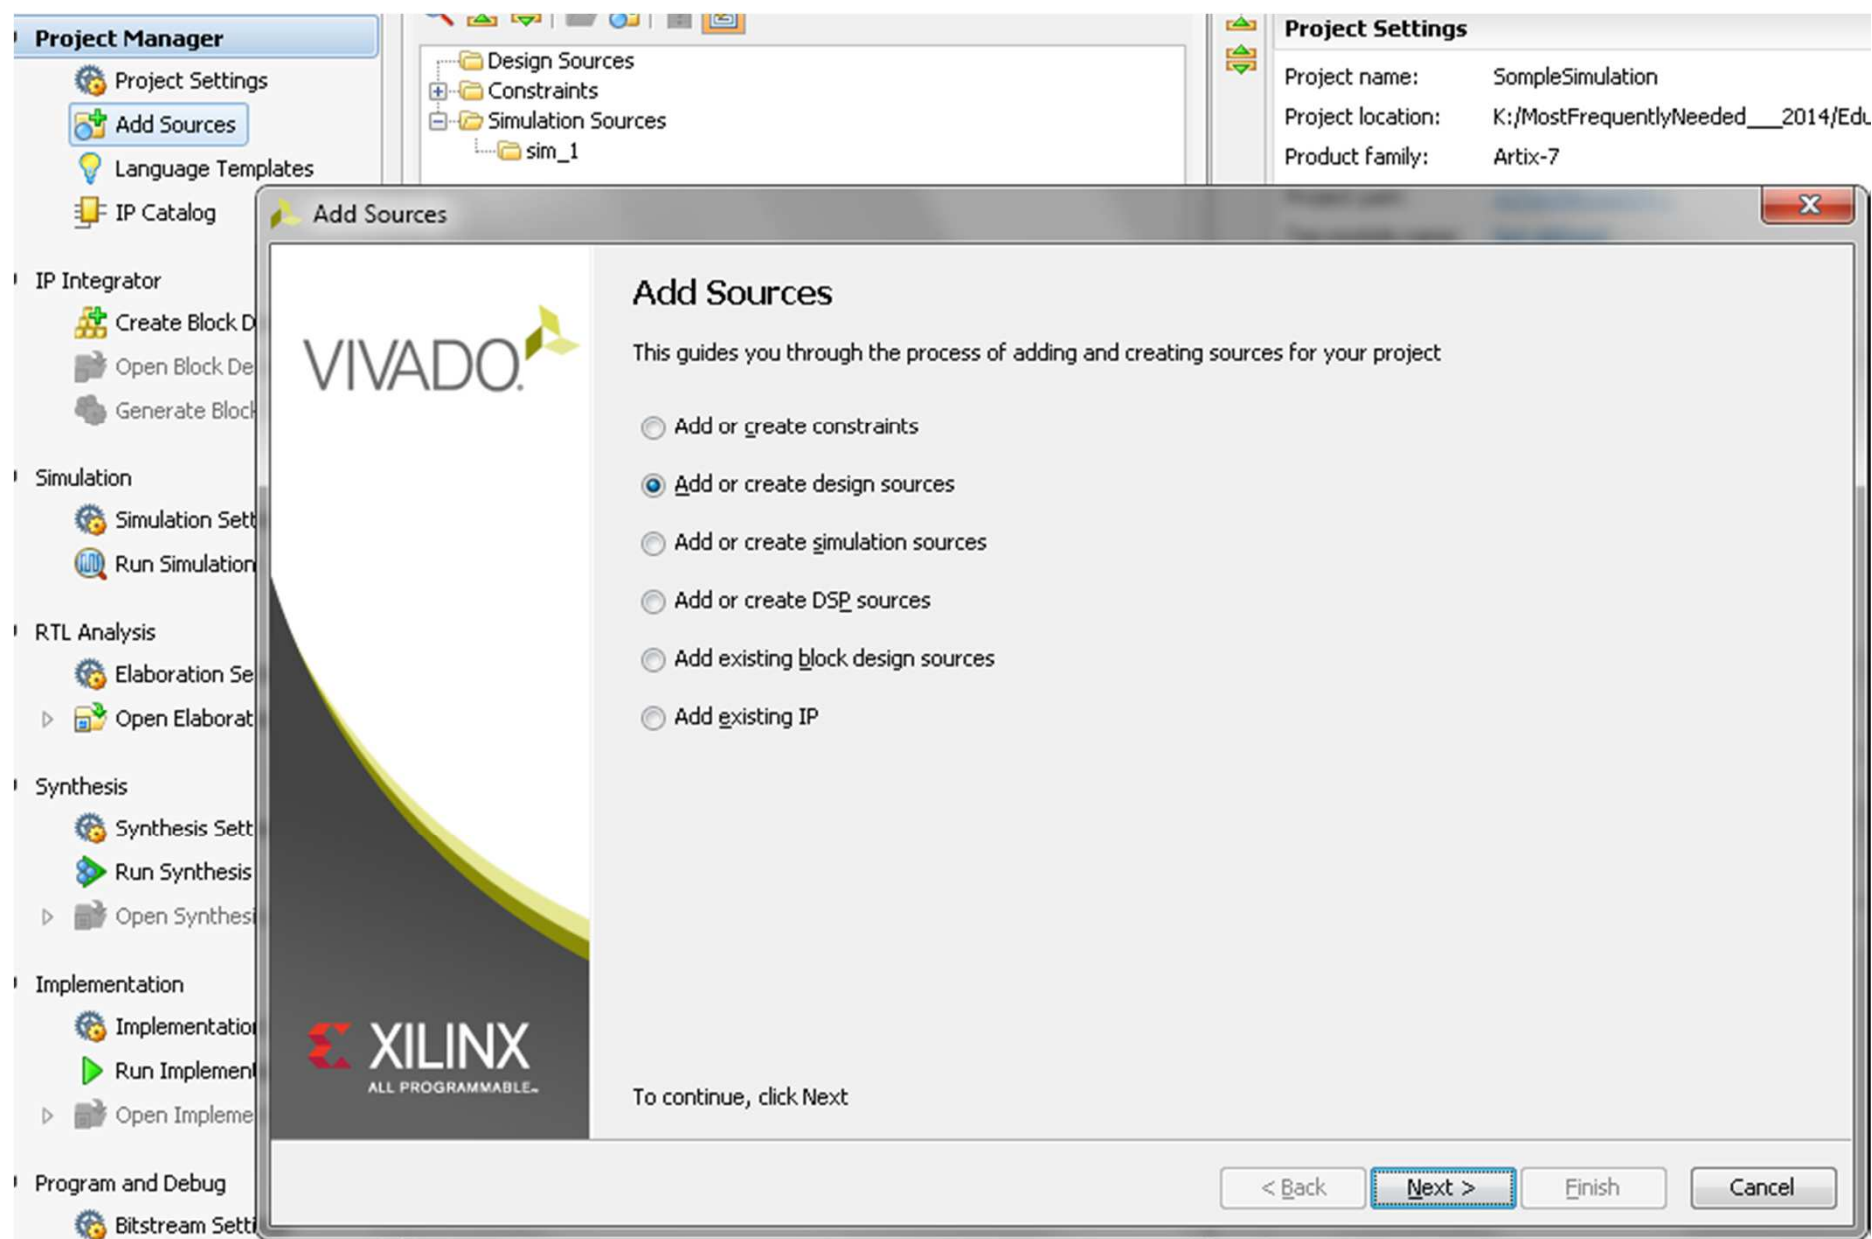 Project Manager
Project Settings
Add Sources
Language Templates
IP Catalog
IP Integrator
Create Block D
Open Block De
Generate Block
Simulation
Simulation Sett
Run Simulation
RTL Analysis
Elaboration Se
Open Elaborat
Synthesis
Synthesis Sett
Run Synthesis
Open Synthesi
Implementation
Implementation
Run Implement
Open Impleme
Program and Debug
Bitstream Setti
Design Sources
Constraints
Simulation Sources
sim_1
Project Settings
Project name: SompleSimulation
Project location: K:/MostFrequentlyNeeded___2014/Edu
Product family: Artix-7
Add Sources
VIVADO.
XILINX
ALL PROGRAMMABLE™
Add Sources
This guides you through the process of adding and creating sources for your project
Add or create constraints
Add or create design sources
Add or create simulation sources
Add or create DSP sources
Add existing block design sources
Add existing IP
To continue, click Next
< Back Next > Finish Cancel